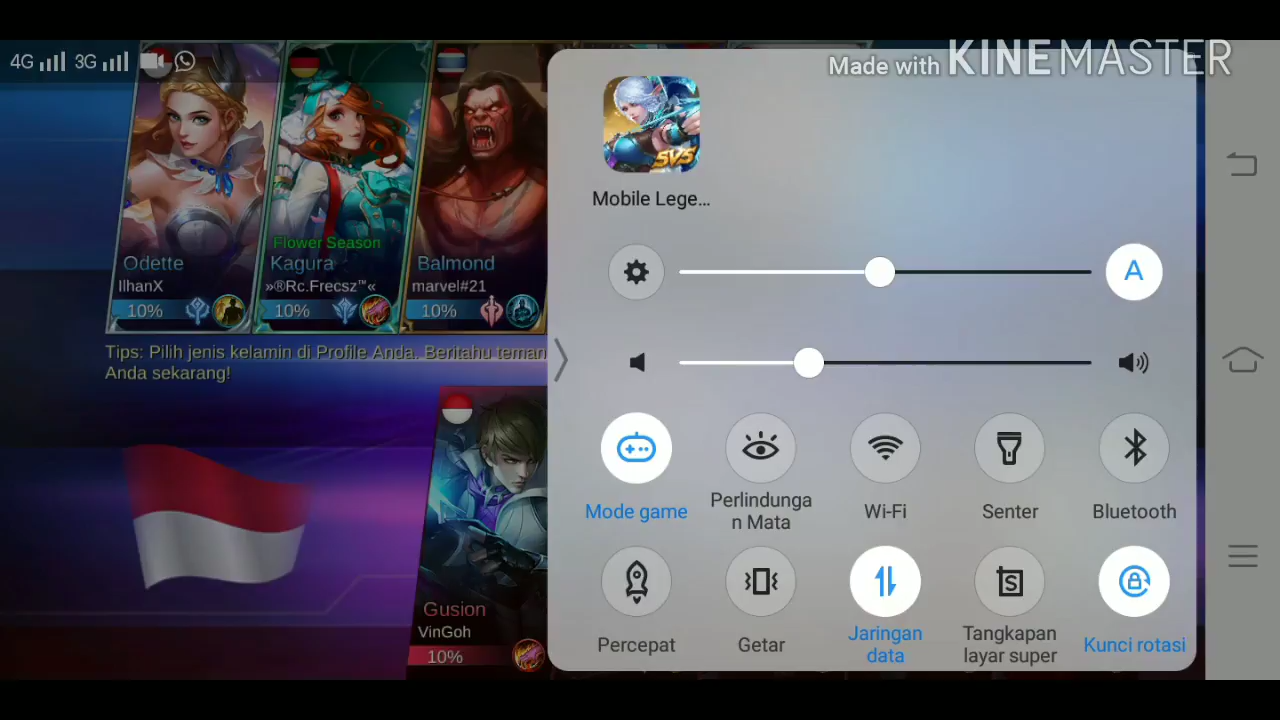 4G 3G
Made with KINEMASTER
5V5
Mobile Lege...
A
Flower Season
Odette Kagura Balmond
IlhanX »®Rc.Frecsz™« marvel#21
10% 10% 10%
Tips: Pilih jenis kelamin di Profile Anda. Beritahu teman
Anda sekarang!
Mode game
Perlindunga
n Mata
Wi-Fi
Senter
Bluetooth
Gusion
VinGoh
10%
S
Percepat
Getar
Jaringan
data
Tangkapan
layar super
Kunci rotasi